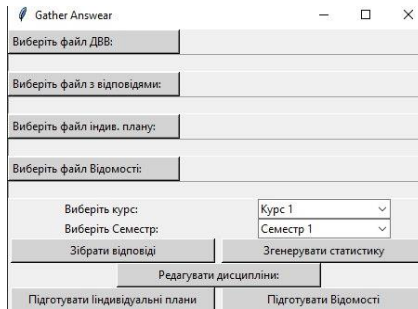 Gather Answear
Виберіть файл ДВВ:
Виберіть файл з відповідями:
Виберіть файл індив. плану:
Виберіть файл Відомості:
Виберіть курс: Курс 1
Виберіть Семестр: Семестр 1
Зібрати відповіді Згенерувати статистику
Редагувати дисципліни:
Підготувати Ііндивідуальні плани Підготувати Відомості